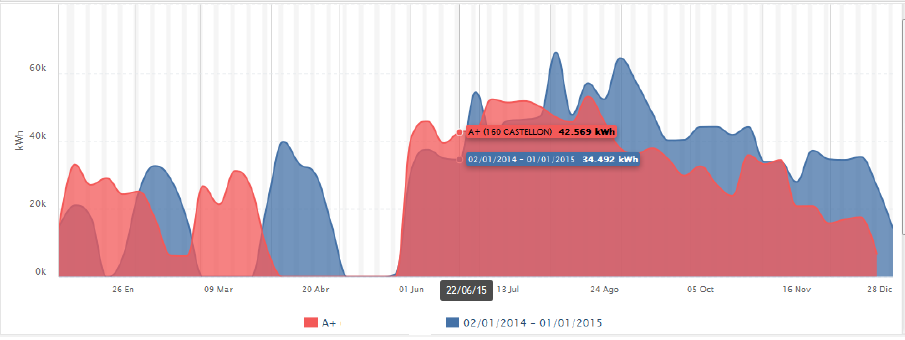 kWh
60k
40k
20k
0k
A+ (160 CASTELLON) 42.569 kWh
02/01/2014 - 01/01/2015 34.492 kWh
26 En
09 Mar
20 Abr
01 Jun
22/06/15
13 Jul
24 Ago
05 Oct
16 Nov
28 Dic
A+
02/01/2014 - 01/01/2015